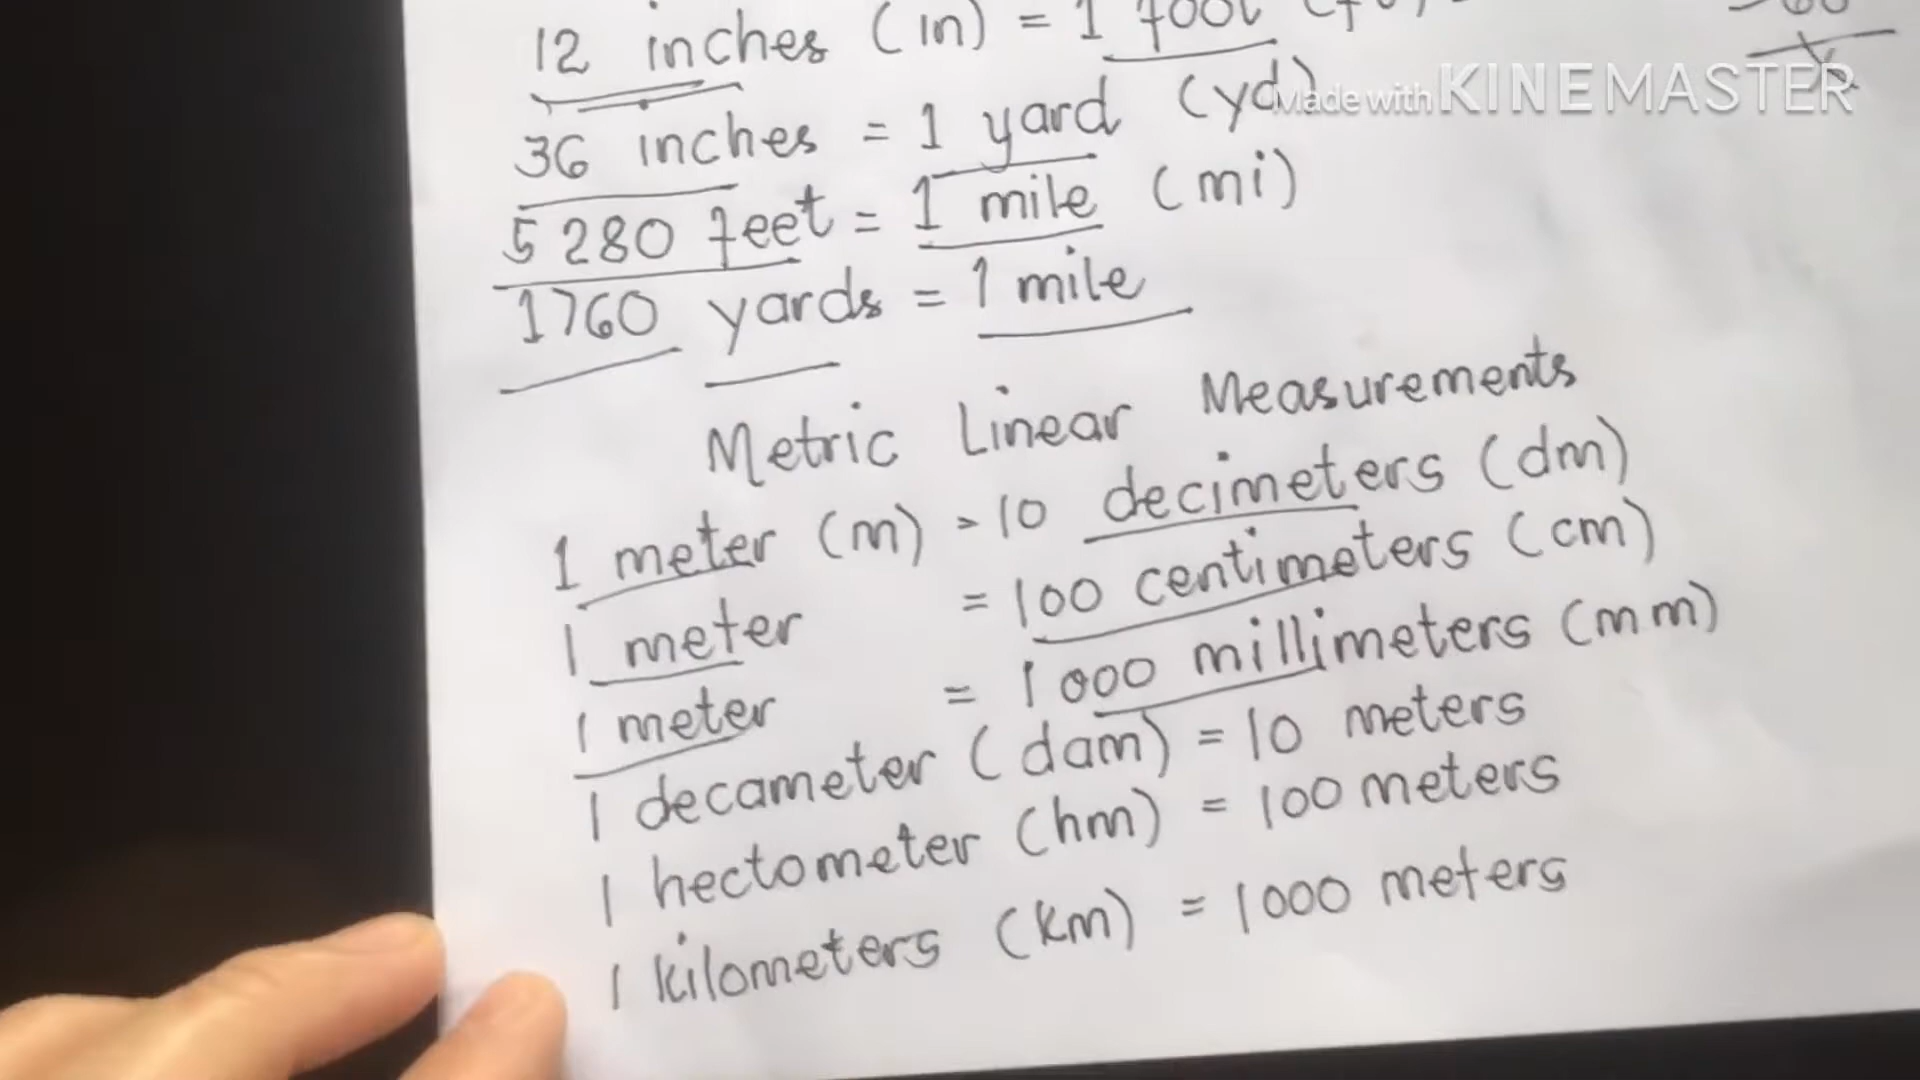 12 inches (in) = 1 foot
36 inches = 1 yard (yd)
Made with KINEMASTER
5 280 feet = 1 mile (mi)
1760 yards = 1 mile
Metric Linear Measurements
1 meter (m) = 10 decimeters (dm)
1 meter = 100 centimeters (cm)
1 meter = 1 000 millimeters (mm)
1 decameter (dam) = 10 meters
1 hectometer (hm) = 100 meters
1 kilometers (km) = 1000 meters